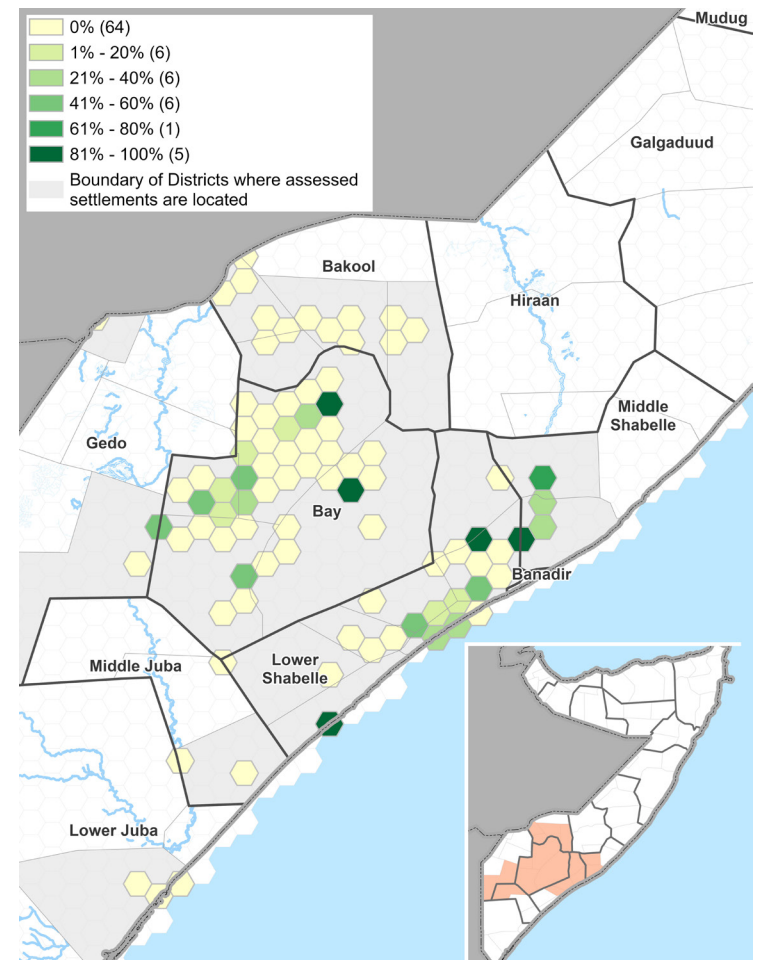 0% (64)
1% - 20% (6)
21% - 40% (6)
41% - 60% (6)
61% - 80% (1)
81% - 100% (5)
Boundary of Districts where assessed
settlements are located
Mudug
Galgaduud
Bakool
Hiraan
Middle
Shabelle
Gedo
Bay
Banadir
Middle Juba
Lower
Shabelle
Lower Juba